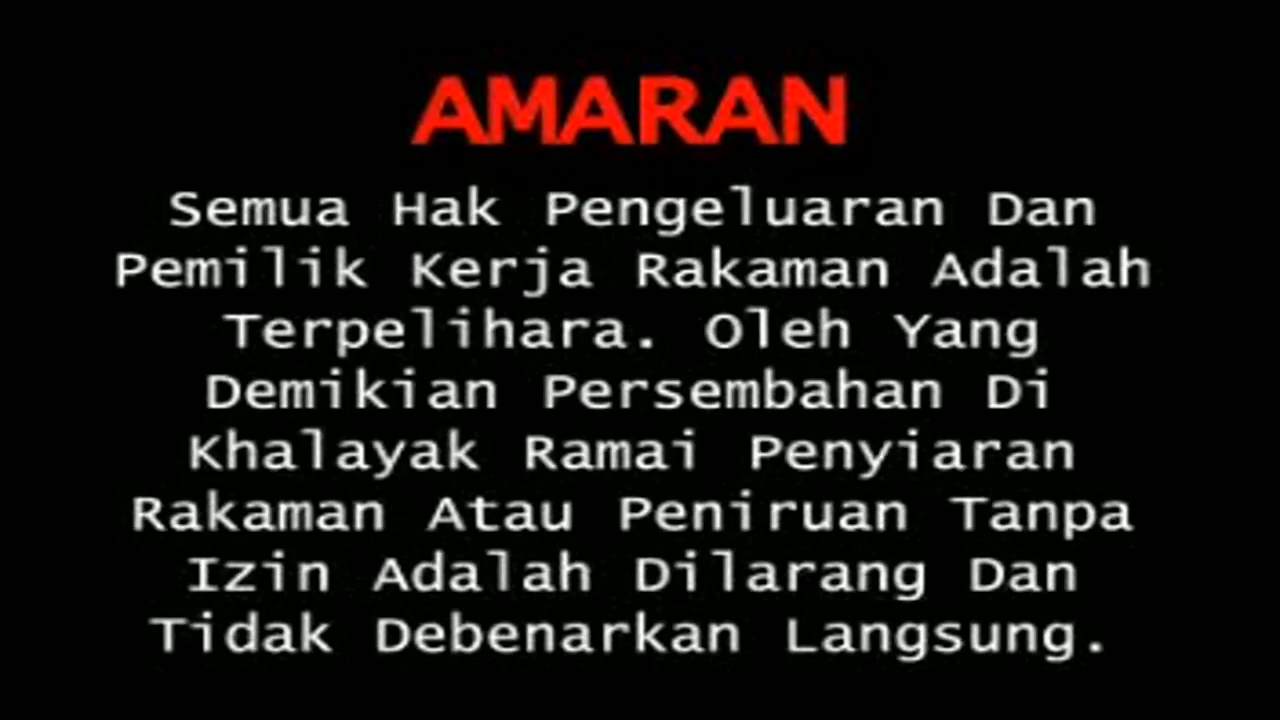 AMARAN
Semua Hak Pengeluaran Dan
Pemilik Kerja Rakaman Adalah
Terpelihara. Oleh Yang
Demikian Persembahan Di
Khalayak Ramai Penyiaran
Rakaman Atau Peniruan Tanpa
Izin Adalah Dilarang Dan
Tidak Debenarkan Langsung.